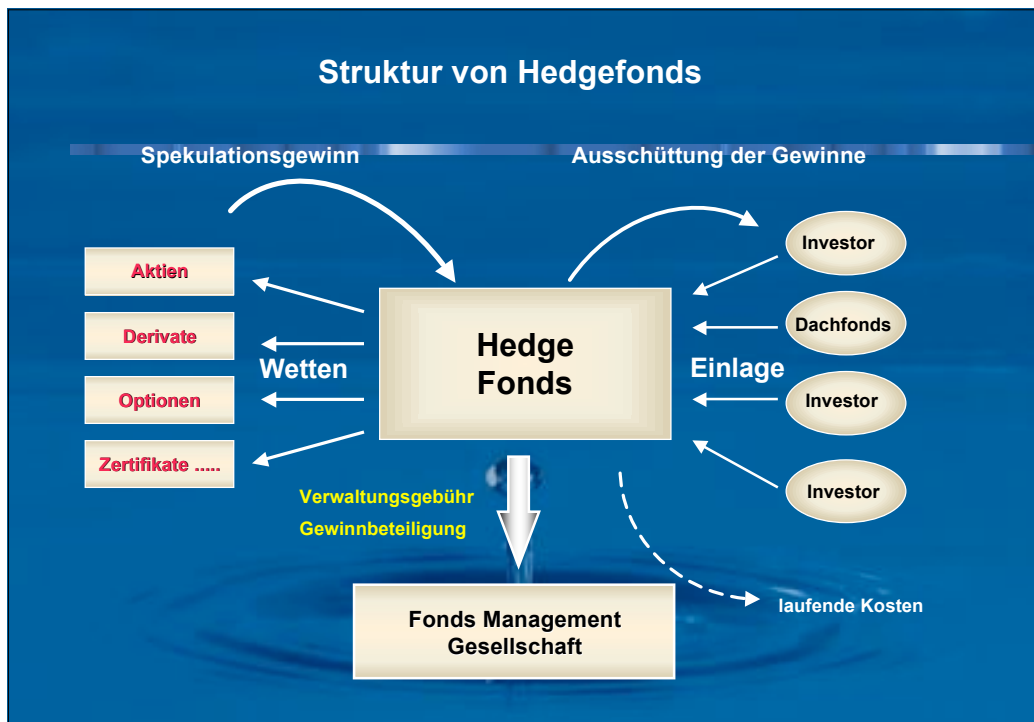 Struktur von Hedgefonds
Spekulationsgewinn
Ausschüttung der Gewinne
Aktien
Derivate
Optionen
Zertifikate .....
Wetten
Hedge
Fonds
Einlage
Investor
Dachfonds
Investor
Investor
Verwaltungsgebühr
Gewinnbeteiligung
laufende Kosten
Fonds Management
Gesellschaft